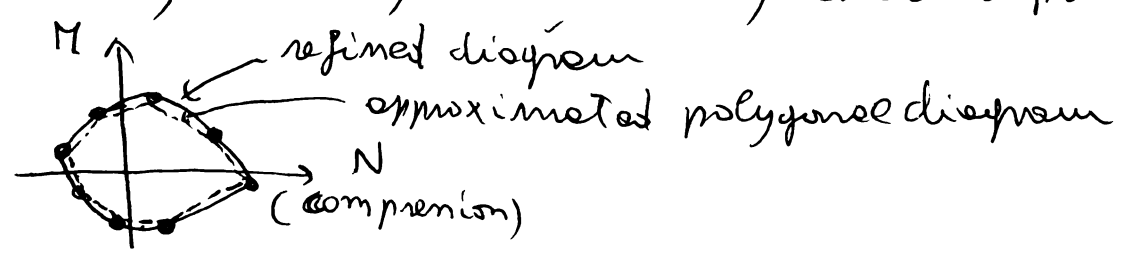 M
refined diagram
approximated polygonal diagram
N
(compression)